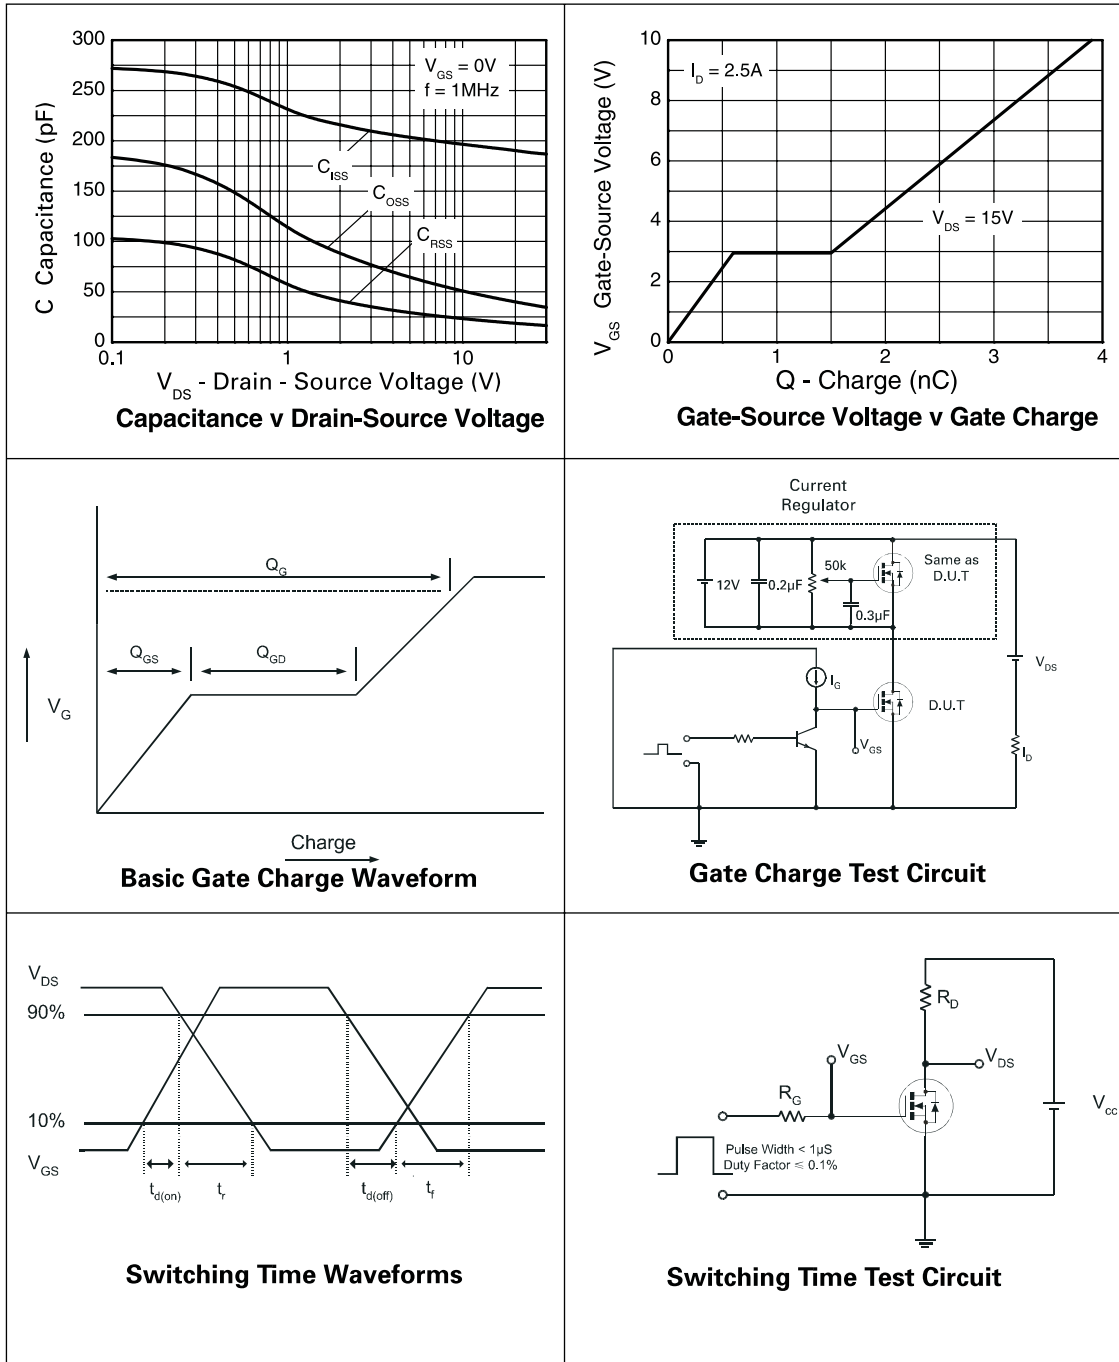 300
250
200
150
100
50
0
0.1
1
10
C Capacitance (pF)
V_GS = 0V
f = 1MHz
C_ISS
C_OSS
C_RSS
V_DS - Drain - Source Voltage (V)
Capacitance v Drain-Source Voltage
10
8
6
4
2
0
0
1
2
3
4
V_GS Gate-Source Voltage (V)
I_D = 2.5A
V_DS = 15V
Q - Charge (nC)
Gate-Source Voltage v Gate Charge
Q_G
Q_GS
Q_GD
V_G
Charge
Basic Gate Charge Waveform
Current
Regulator
12V
0.2µF
50k
0.3µF
Same as
D.U.T
I_G
V_DS
D.U.T
V_GS
I_D
Gate Charge Test Circuit
V_DS
90%
10%
V_GS
t_d(on)
t_r
t_d(off)
t_f
Switching Time Waveforms
R_D
V_GS
V_DS
R_G
V_cc
Pulse Width < 1µS
Duty Factor ≤ 0.1%
Switching Time Test Circuit